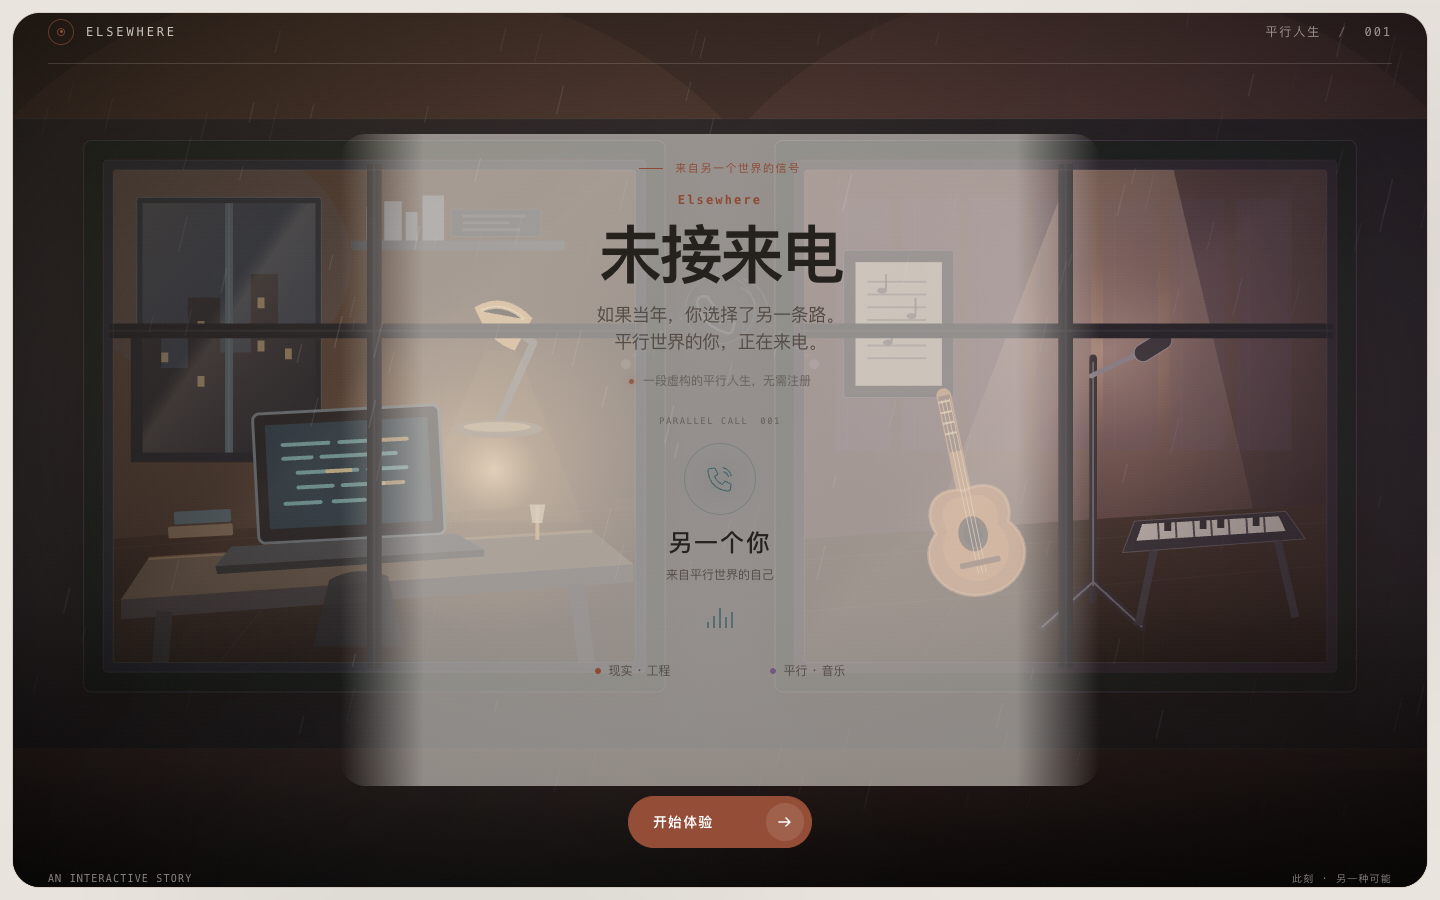 ELSEWHERE
平行人生 / 001
来自另一个世界的信号
Elsewhere
未接来电
如果当年，你选择了另一条路。
平行世界的你，正在来电。
一段虚构的平行人生，无需注册
PARALLEL CALL 001
另一个你
来自平行世界的自己
现实 · 工程
平行 · 音乐
开始体验
AN INTERACTIVE STORY
此刻 · 另一种可能